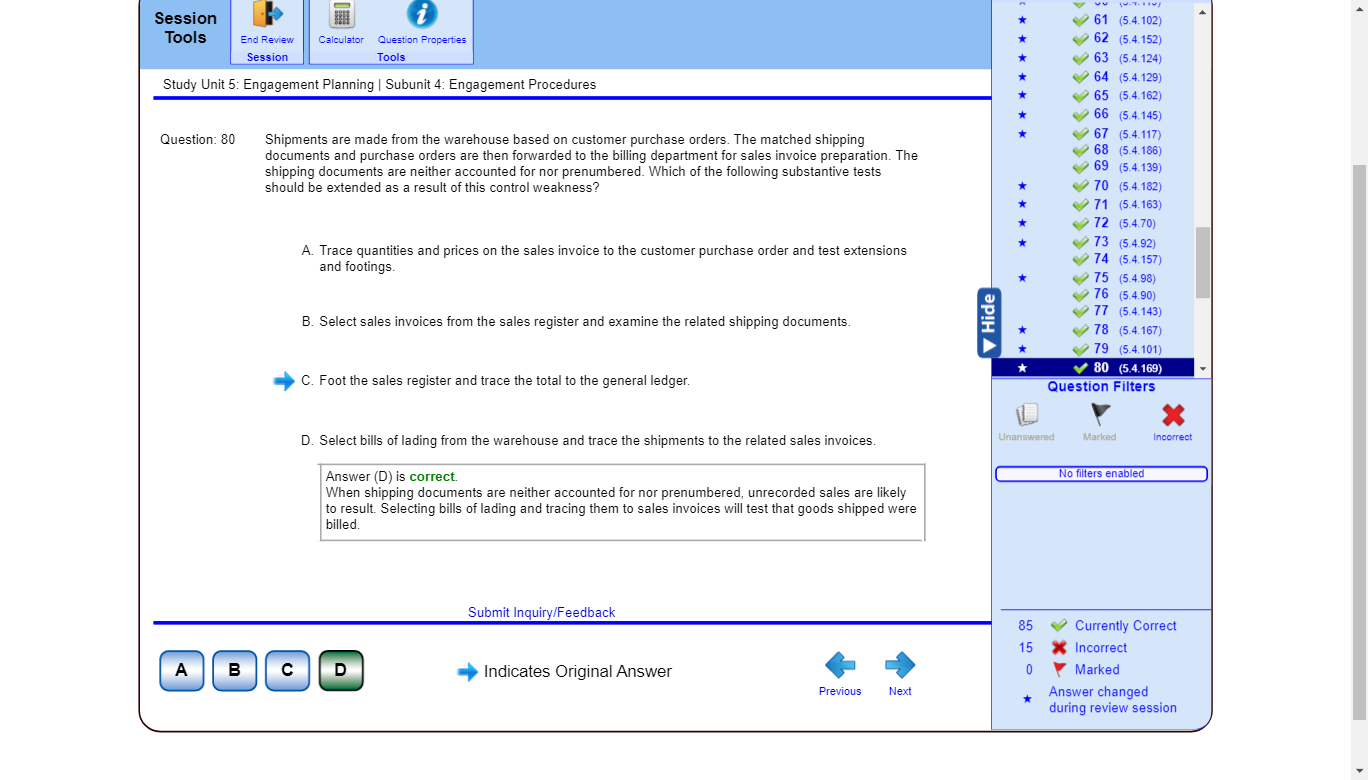 Session
Tools
End Review
Session
Calculator
Question Properties
Tools
Study Unit 5: Engagement Planning | Subunit 4: Engagement Procedures
Question: 80
Shipments are made from the warehouse based on customer purchase orders. The matched shipping
documents and purchase orders are then forwarded to the billing department for sales invoice preparation. The
shipping documents are neither accounted for nor prenumbered. Which of the following substantive tests
should be extended as a result of this control weakness?
A. Trace quantities and prices on the sales invoice to the customer purchase order and test extensions
and footings.
B. Select sales invoices from the sales register and examine the related shipping documents.
C. Foot the sales register and trace the total to the general ledger.
D. Select bills of lading from the warehouse and trace the shipments to the related sales invoices.
Answer (D) is correct.
When shipping documents are neither accounted for nor prenumbered, unrecorded sales are likely
to result. Selecting bills of lading and tracing them to sales invoices will test that goods shipped were
billed.
Submit Inquiry/Feedback
A B C D
Indicates Original Answer
Previous
Next
61 (5.4.102)
62 (5.4.152)
63 (5.4.124)
64 (5.4.129)
65 (5.4.162)
66 (5.4.145)
67 (5.4.117)
68 (5.4.186)
69 (5.4.139)
70 (5.4.182)
71 (5.4.163)
72 (5.4.70)
73 (5.4.92)
74 (5.4.157)
75 (5.4.98)
76 (5.4.90)
77 (5.4.143)
78 (5.4.167)
79 (5.4.101)
80 (5.4.169)
Hide
Question Filters
Unanswered
Marked
Incorrect
No filters enabled
85 Currently Correct
15 Incorrect
0 Marked
Answer changed
during review session